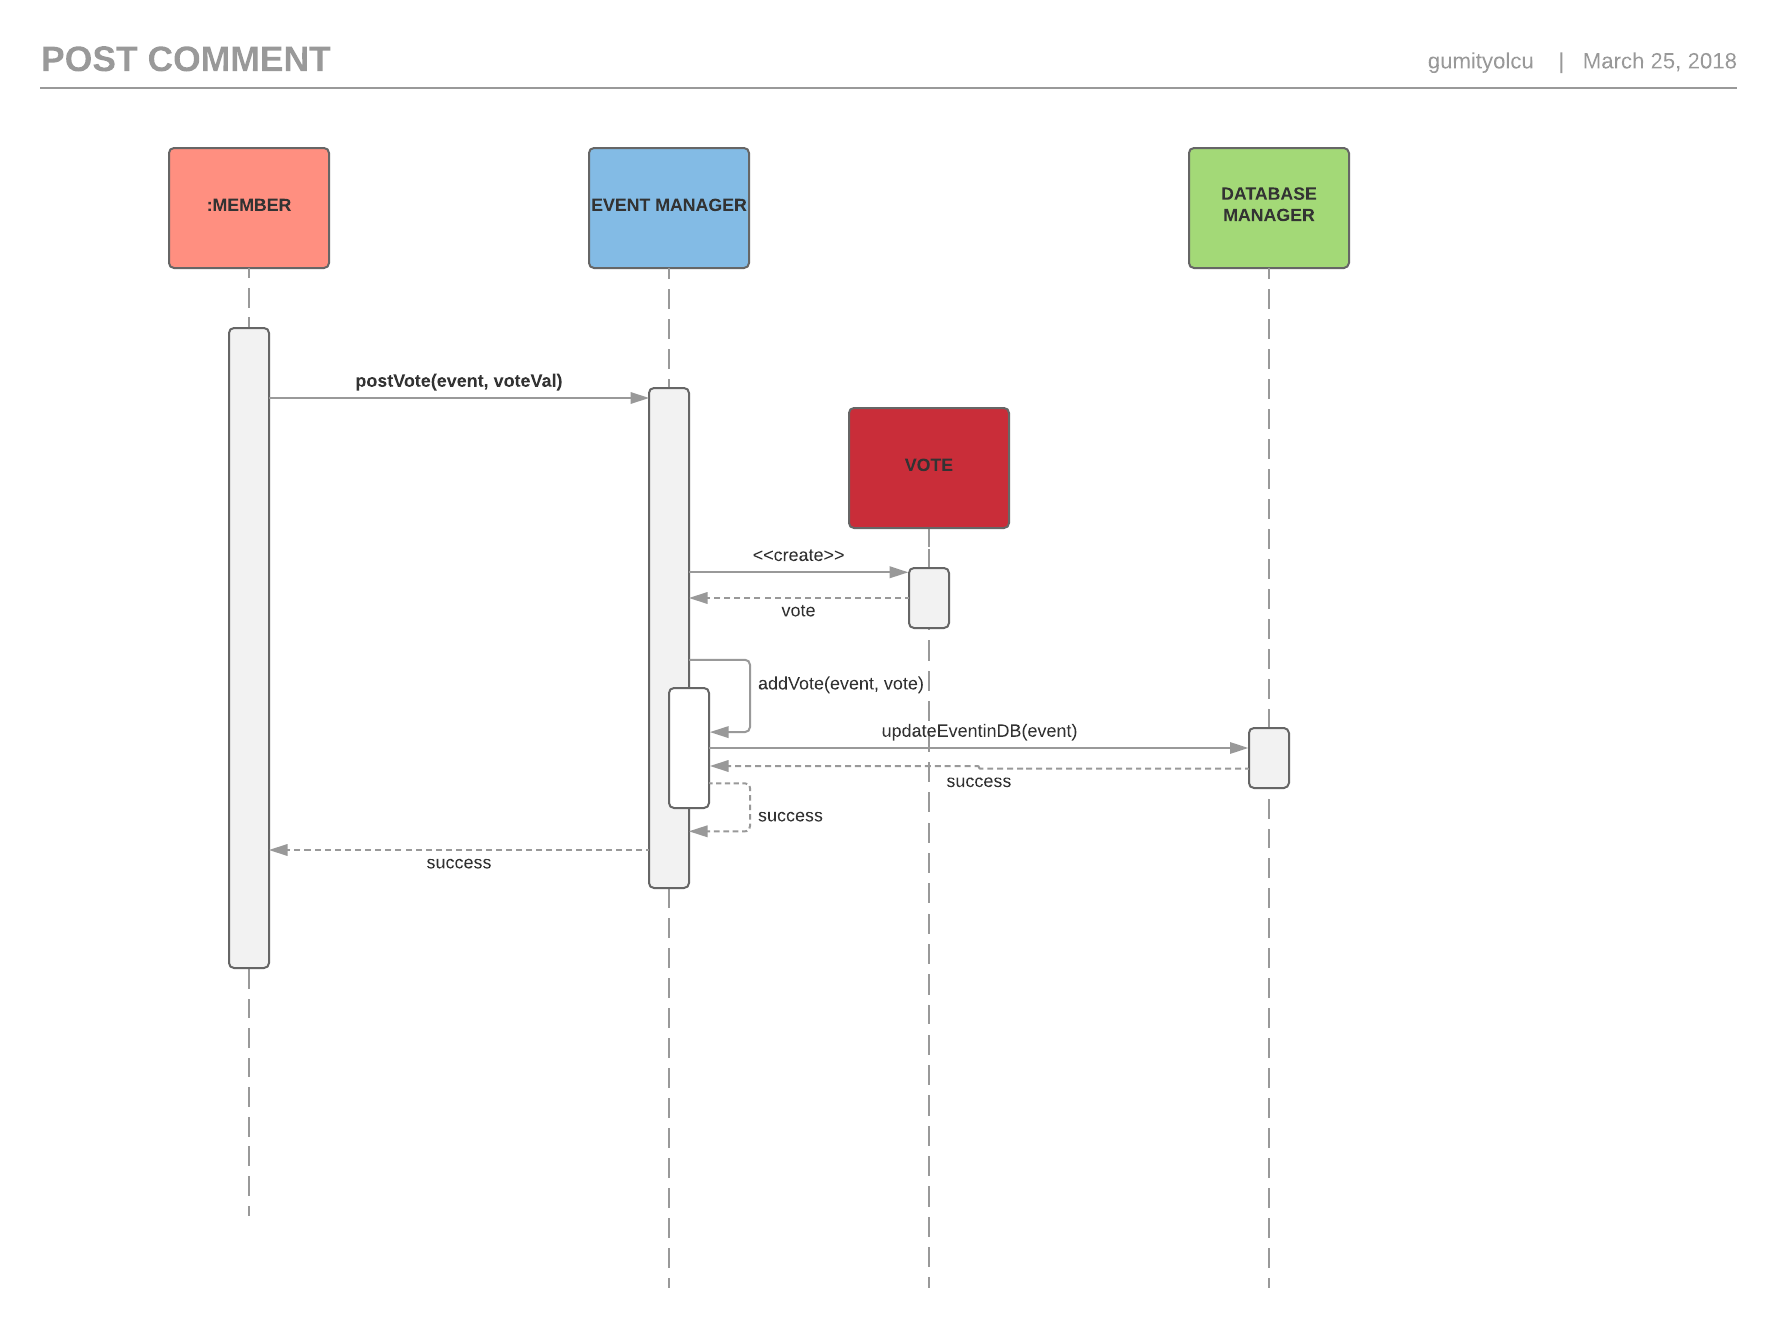 POST COMMENT
gumityolcu | March 25, 2018
:MEMBER
EVENT MANAGER
DATABASE
MANAGER
postVote(event, voteVal)
VOTE
<<create>>
vote
addVote(event, vote)
updateEventinDB(event)
success
success
success